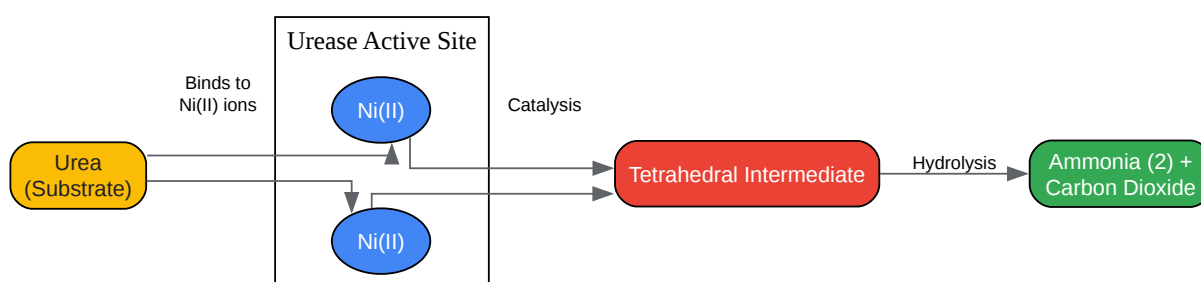 Urease Active Site
Binds to
Ni(II) ions
Ni(II)
Catalysis
Urea
(Substrate)
Tetrahedral Intermediate
Hydrolysis
Ammonia (2) +
Carbon Dioxide
Ni(II)